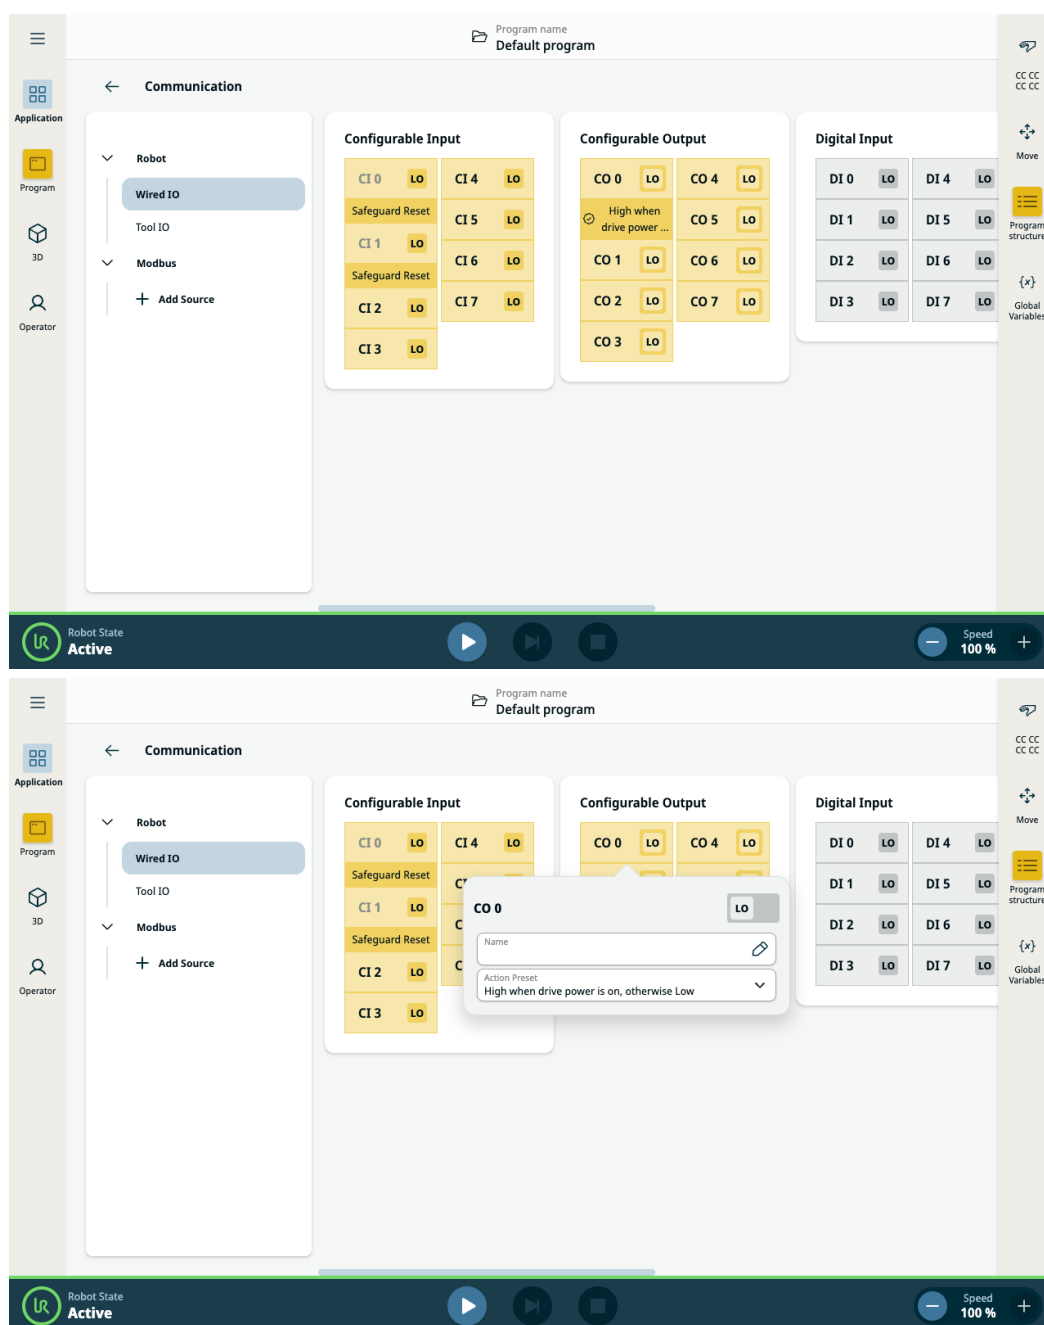 Program name
Default program
Application
Program
3D
Operator
Communication
Robot
Wired IO
Tool IO
Modbus
Add Source
Configurable Input
CI 0 LO CI 4 LO
Safeguard Reset
CI 5 LO
CI 1 LO
CI 6 LO
Safeguard Reset
CI 2 LO CI 7 LO
CI 3 LO
Configurable Output
CO 0 LO CO 4 LO
High when
drive power ...
CO 5 LO
CO 1 LO CO 6 LO
CO 2 LO CO 7 LO
CO 3 LO
Digital Input
DI 0 LO DI 4 LO
DI 1 LO DI 5 LO
DI 2 LO DI 6 LO
DI 3 LO DI 7 LO
CC CC
CC CC
Move
Program
structure
{x}
Global
Variables
UR
Robot State
Active
Speed
100 %
Program name
Default program
Application
Program
3D
Operator
Communication
Robot
Wired IO
Tool IO
Modbus
Add Source
Configurable Input
CI 0 LO CI 4 LO
Safeguard Reset
CI 1 LO
Safeguard Reset
CI 2 LO
CI 3 LO
Configurable Output
CO 0 LO CO 4 LO
CO 0 LO
Name
Action Preset
High when drive power is on, otherwise Low
Digital Input
DI 0 LO DI 4 LO
DI 1 LO DI 5 LO
DI 2 LO DI 6 LO
DI 3 LO DI 7 LO
CC CC
CC CC
Move
Program
structure
{x}
Global
Variables
UR
Robot State
Active
Speed
100 %